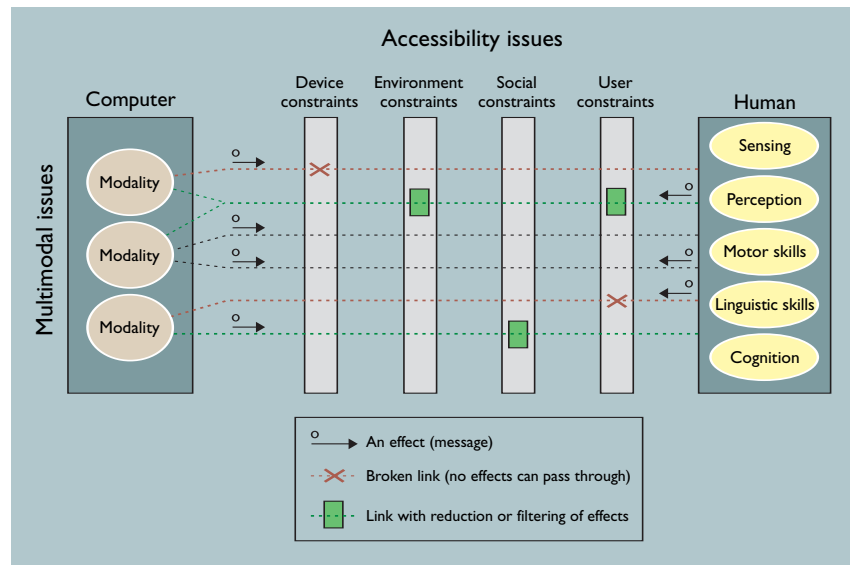 Accessibility issues
Computer
Device
constraints
Environment
constraints
Social
constraints
User
constraints
Human
Multimodal issues
Modality
Modality
Modality
o
o
o
o
o
o
Sensing
Perception
Motor skills
Linguistic skills
Cognition
o
An effect (message)
Broken link (no effects can pass through)
Link with reduction or filtering of effects